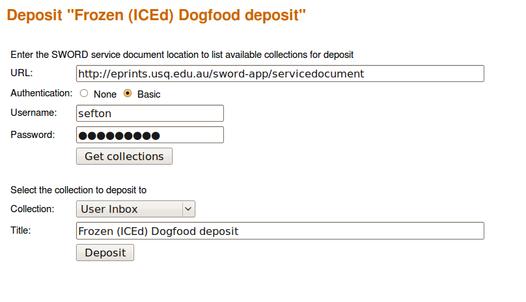 Deposit "Frozen (ICEd) Dogfood deposit"
Enter the SWORD service document location to list available collections for deposit
URL: http://eprints.usq.edu.au/sword-app/servicedocument
Authentication: None Basic
Username: sefton
Password: ●●●●●●●●●
Get collections
Select the collection to deposit to
Collection: User Inbox
Title: Frozen (ICEd) Dogfood deposit
Deposit